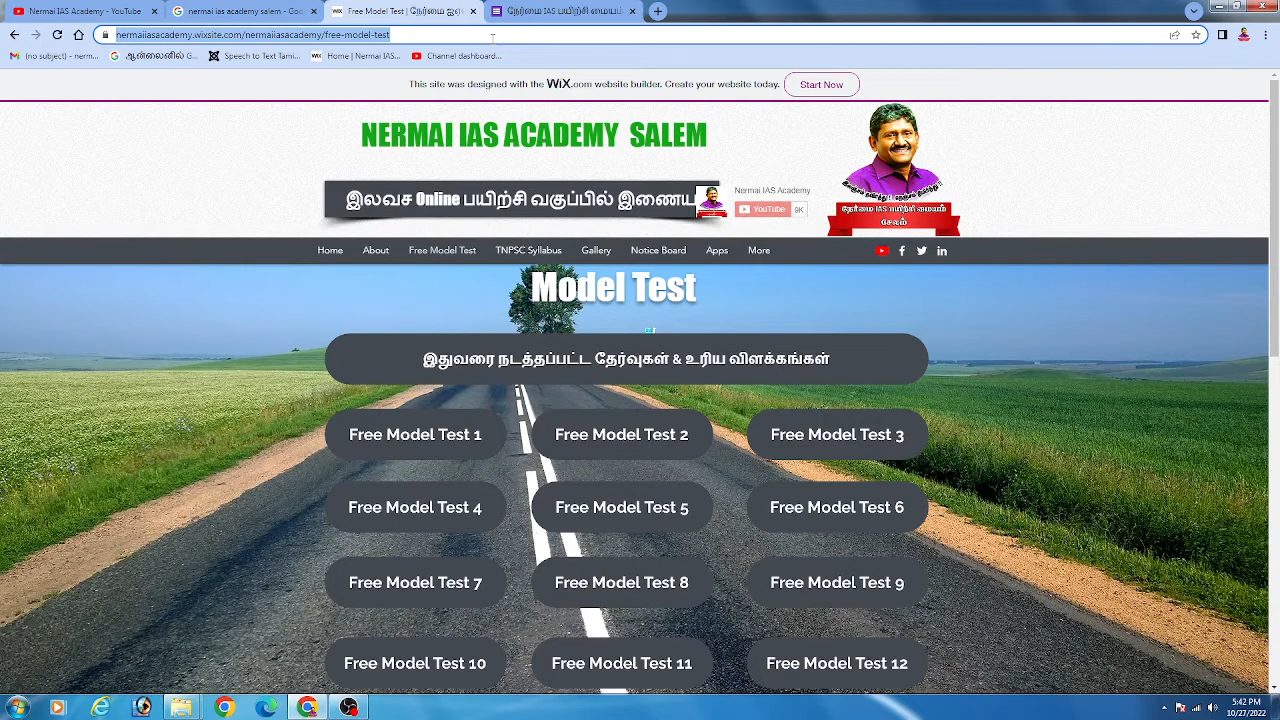 Nermai IAS Academy - YouTube
nermai ias academy salem - Goo
Free Model Test | நேர்மை ஐஏ
நேர்மை IAS பயிற்சி மையம்
nermaiiasacademy.wixsite.com/nermaiiasacademy/free-model-test
(no subject) - nerm...
ஆன்லைனில் G...
Speech to Text Tami...
Home | Nermai IAS...
Channel dashboard...
This site was designed with the WiX.com website builder. Create your website today.
Start Now
NERMAI IAS ACADEMY SALEM
இலவச Online பயிற்சி வகுப்பில் இணைய
Nermai IAS Academy
YouTube 9K
நேர்மை IAS பயிற்சி மையம்
சேலம்
Home About Free Model Test TNPSC Syllabus Gallery Notice Board Apps More
Model Test
இதுவரை நடத்தப்பட்ட தேர்வுகள் & உரிய விளக்கங்கள்
Free Model Test 1 Free Model Test 2 Free Model Test 3
Free Model Test 4 Free Model Test 5 Free Model Test 6
Free Model Test 7 Free Model Test 8 Free Model Test 9
Free Model Test 10 Free Model Test 11 Free Model Test 12
5:42 PM
10/27/2022